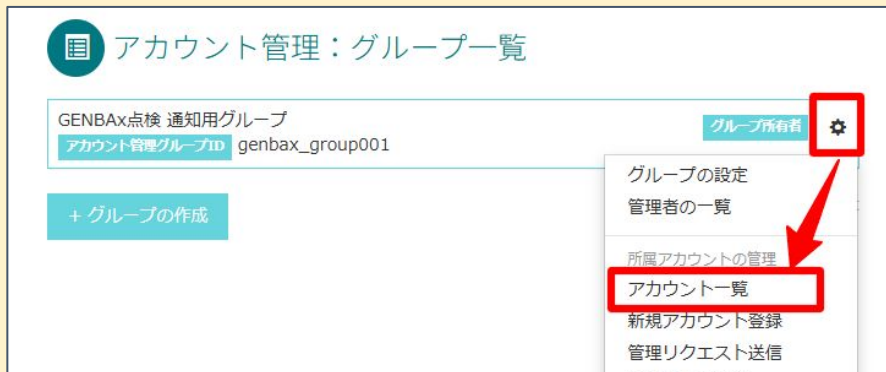 アカウント管理：グループ一覧
GENBAx点検 通知用グループ
グループ所有者
アカウント管理グループID genbax_group001
グループの設定
+ グループの作成
管理者の一覧
所属アカウントの管理
アカウント一覧
新規アカウント登録
管理リクエスト送信